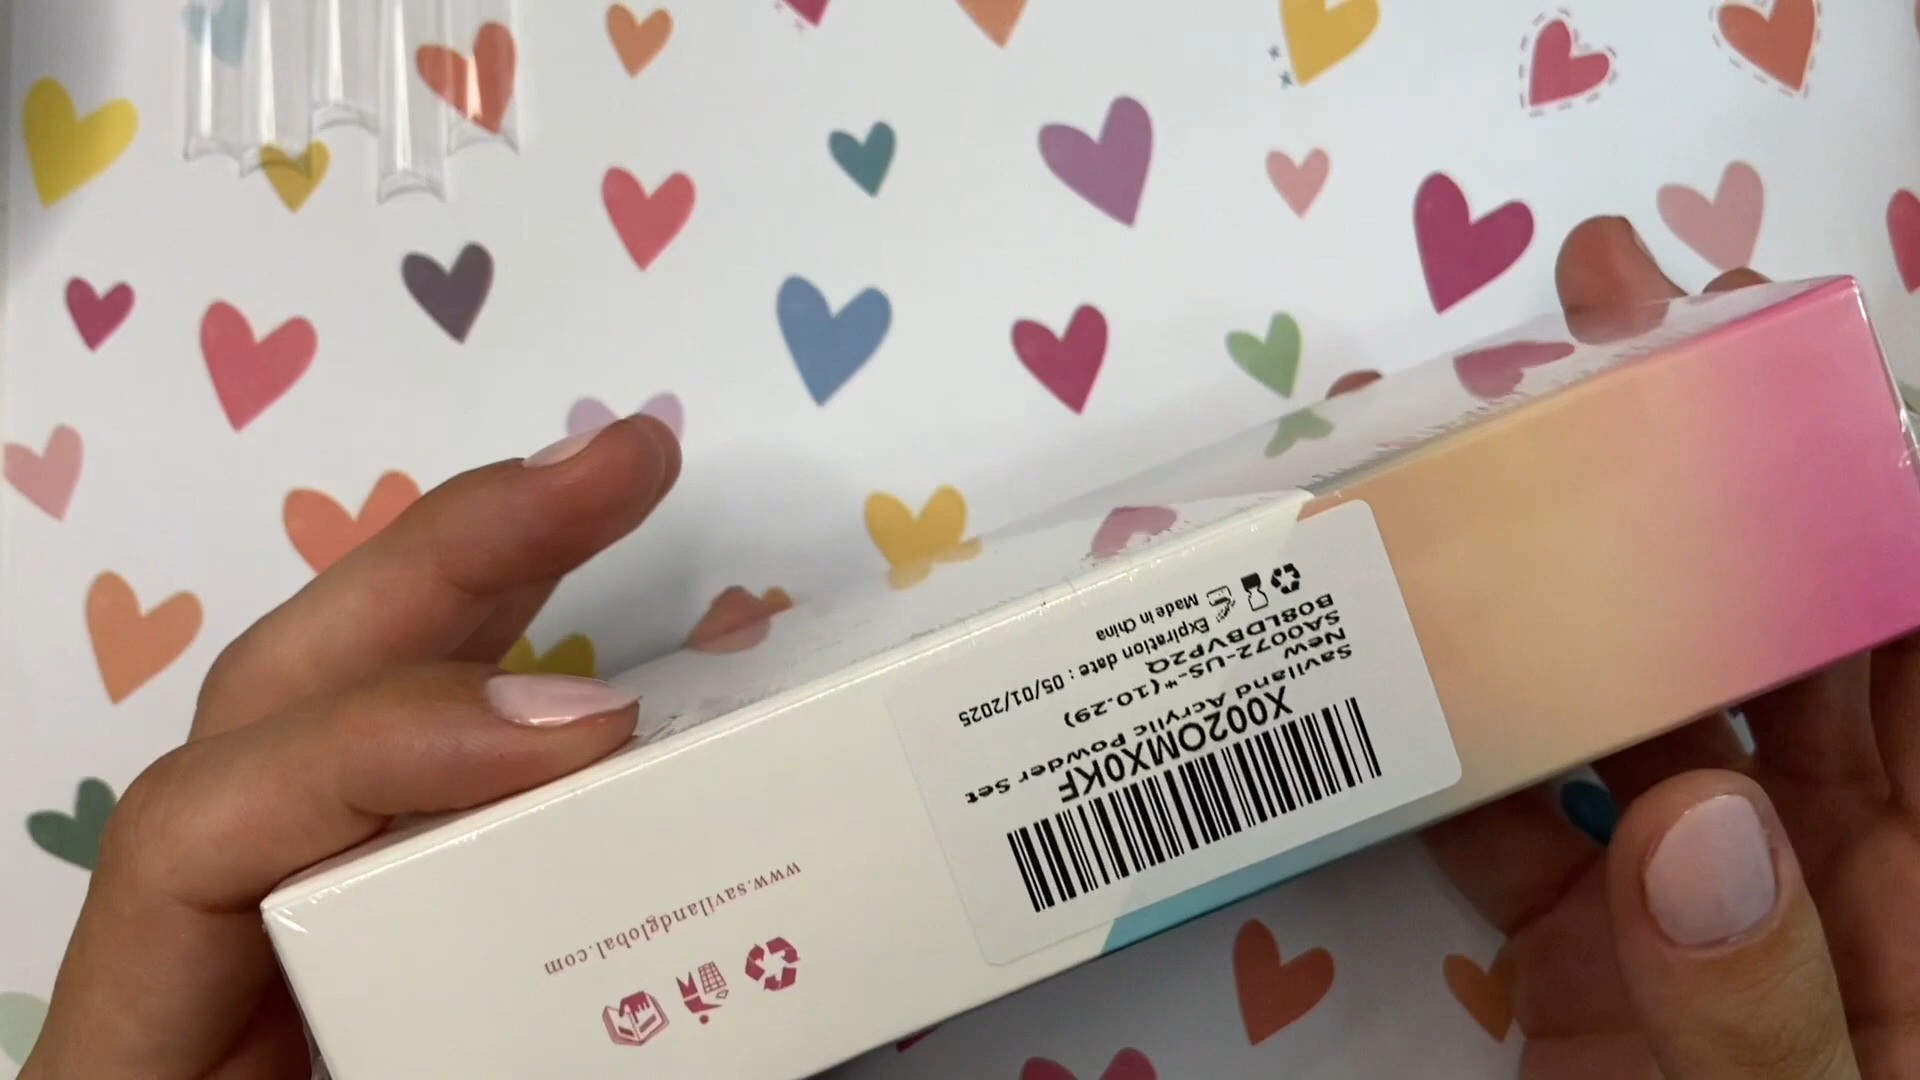 X002OMX0KF
Saviland Acrylic Powder Set
New
SA0072-US-*(10.29)
B08LDBVP2Q
Expiration date : 05/01/2025
Made in China
www.savilandglobal.com